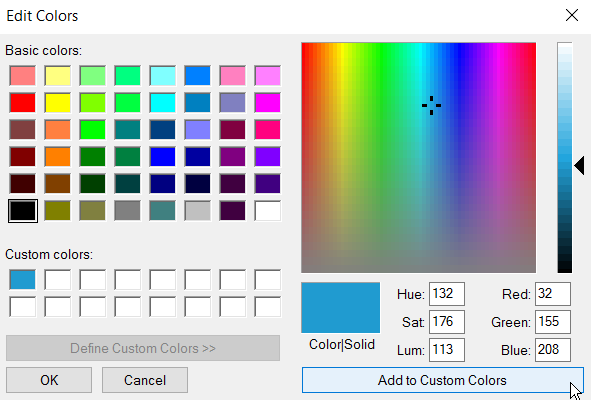 Edit Colors
Basic colors:
Custom colors:
Define Custom Colors >>
OK Cancel
Hue: 132 Red: 32
Sat: 176 Green: 155
Color|Solid
Lum: 113 Blue: 208
Add to Custom Colors